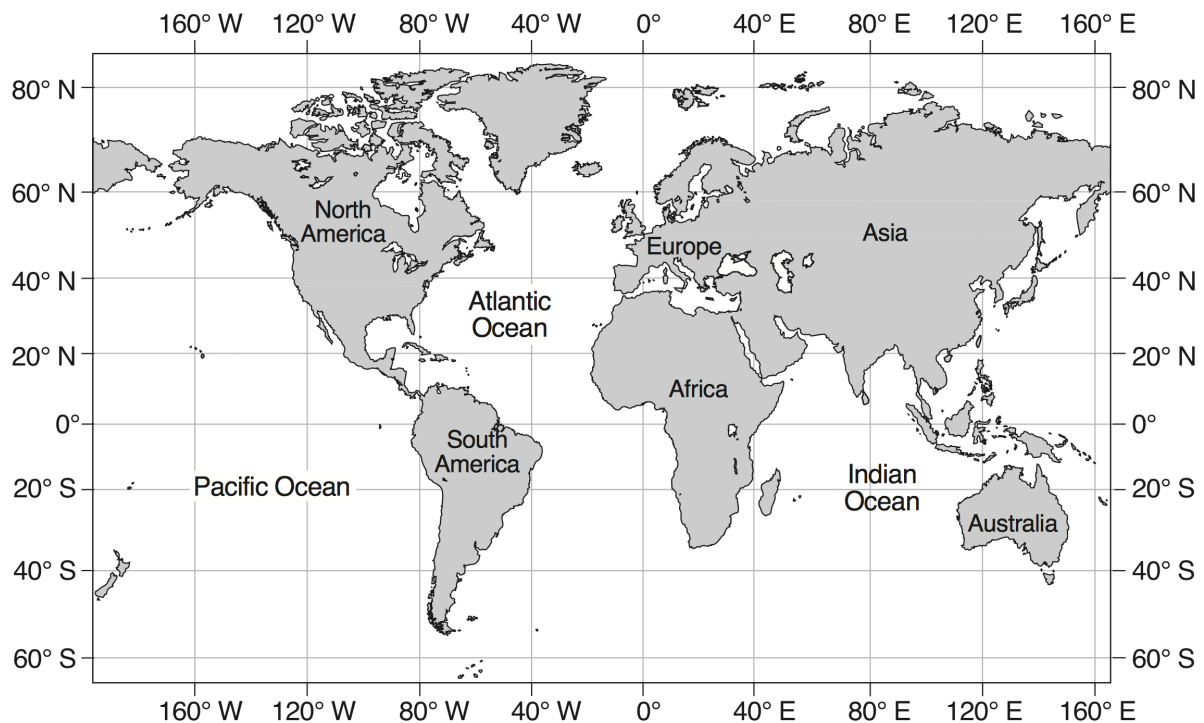 160° W 120° W 80° W 40° W 0° 40° E 80° E 120° E 160° E
80° N 80° N
60° N 60° N
North
America
Asia
Europe
40° N 40° N
Atlantic
Ocean
20° N 20° N
Africa
0° 0°
South
America
Pacific Ocean
Indian
Ocean
20° S 20° S
Australia
40° S 40° S
60° S 60° S
160° W 120° W 80° W 40° W 0° 40° E 80° E 120° E 160° E